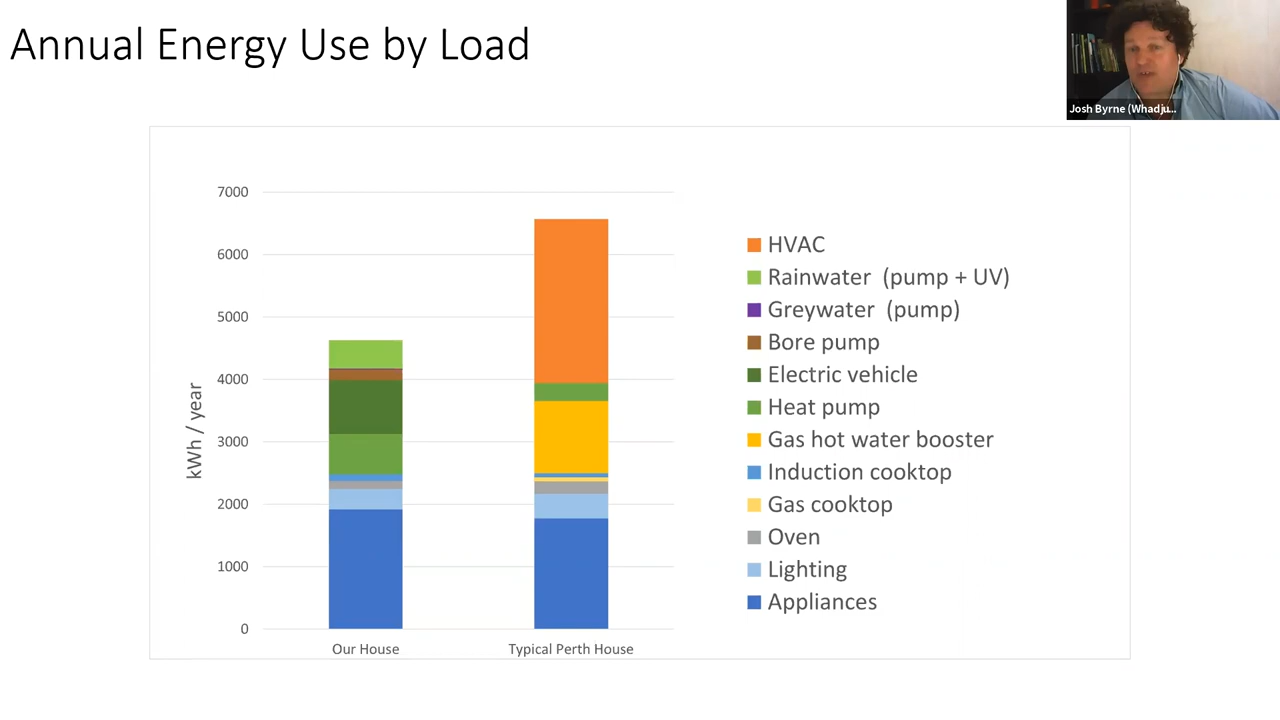 Annual Energy Use by Load
Josh Byrne (Whadju...
7000
6000
5000
4000
3000
2000
1000
0
kWh / year
Our House
Typical Perth House
HVAC
Rainwater (pump + UV)
Greywater (pump)
Bore pump
Electric vehicle
Heat pump
Gas hot water booster
Induction cooktop
Gas cooktop
Oven
Lighting
Appliances